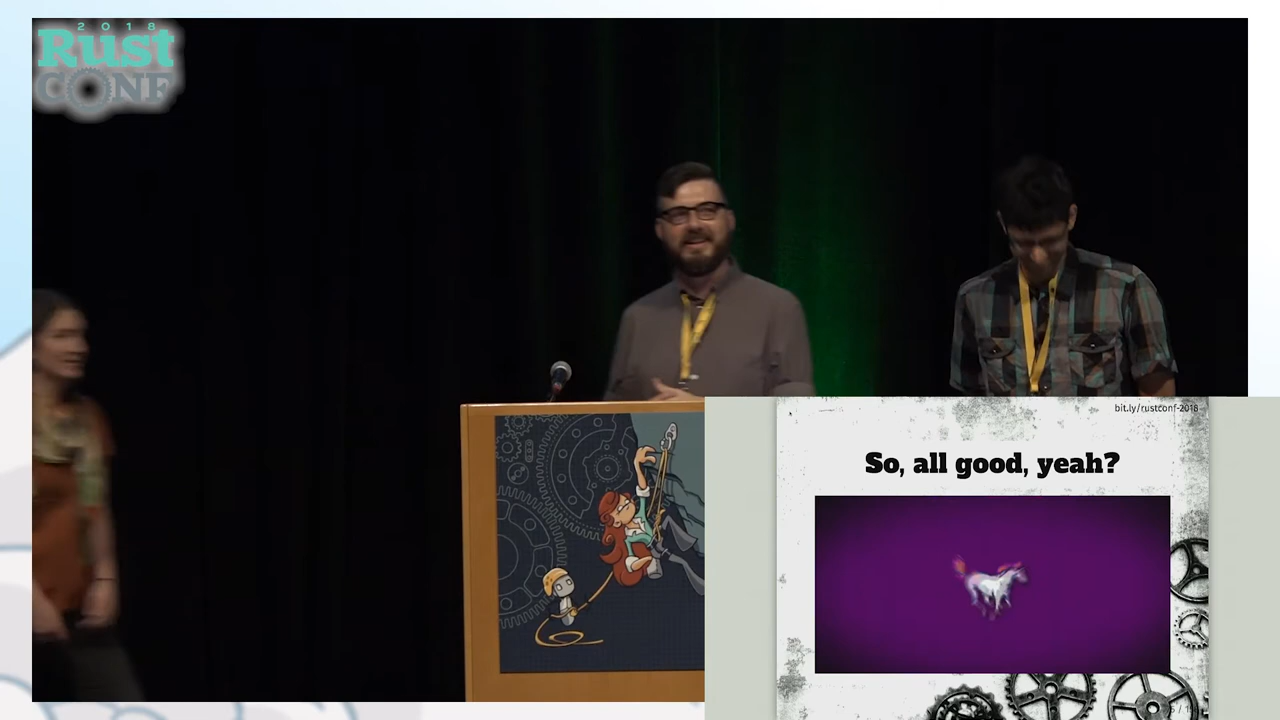 2018
Rust
CONF
bit.ly/rustconf-2018
So, all good, yeah?